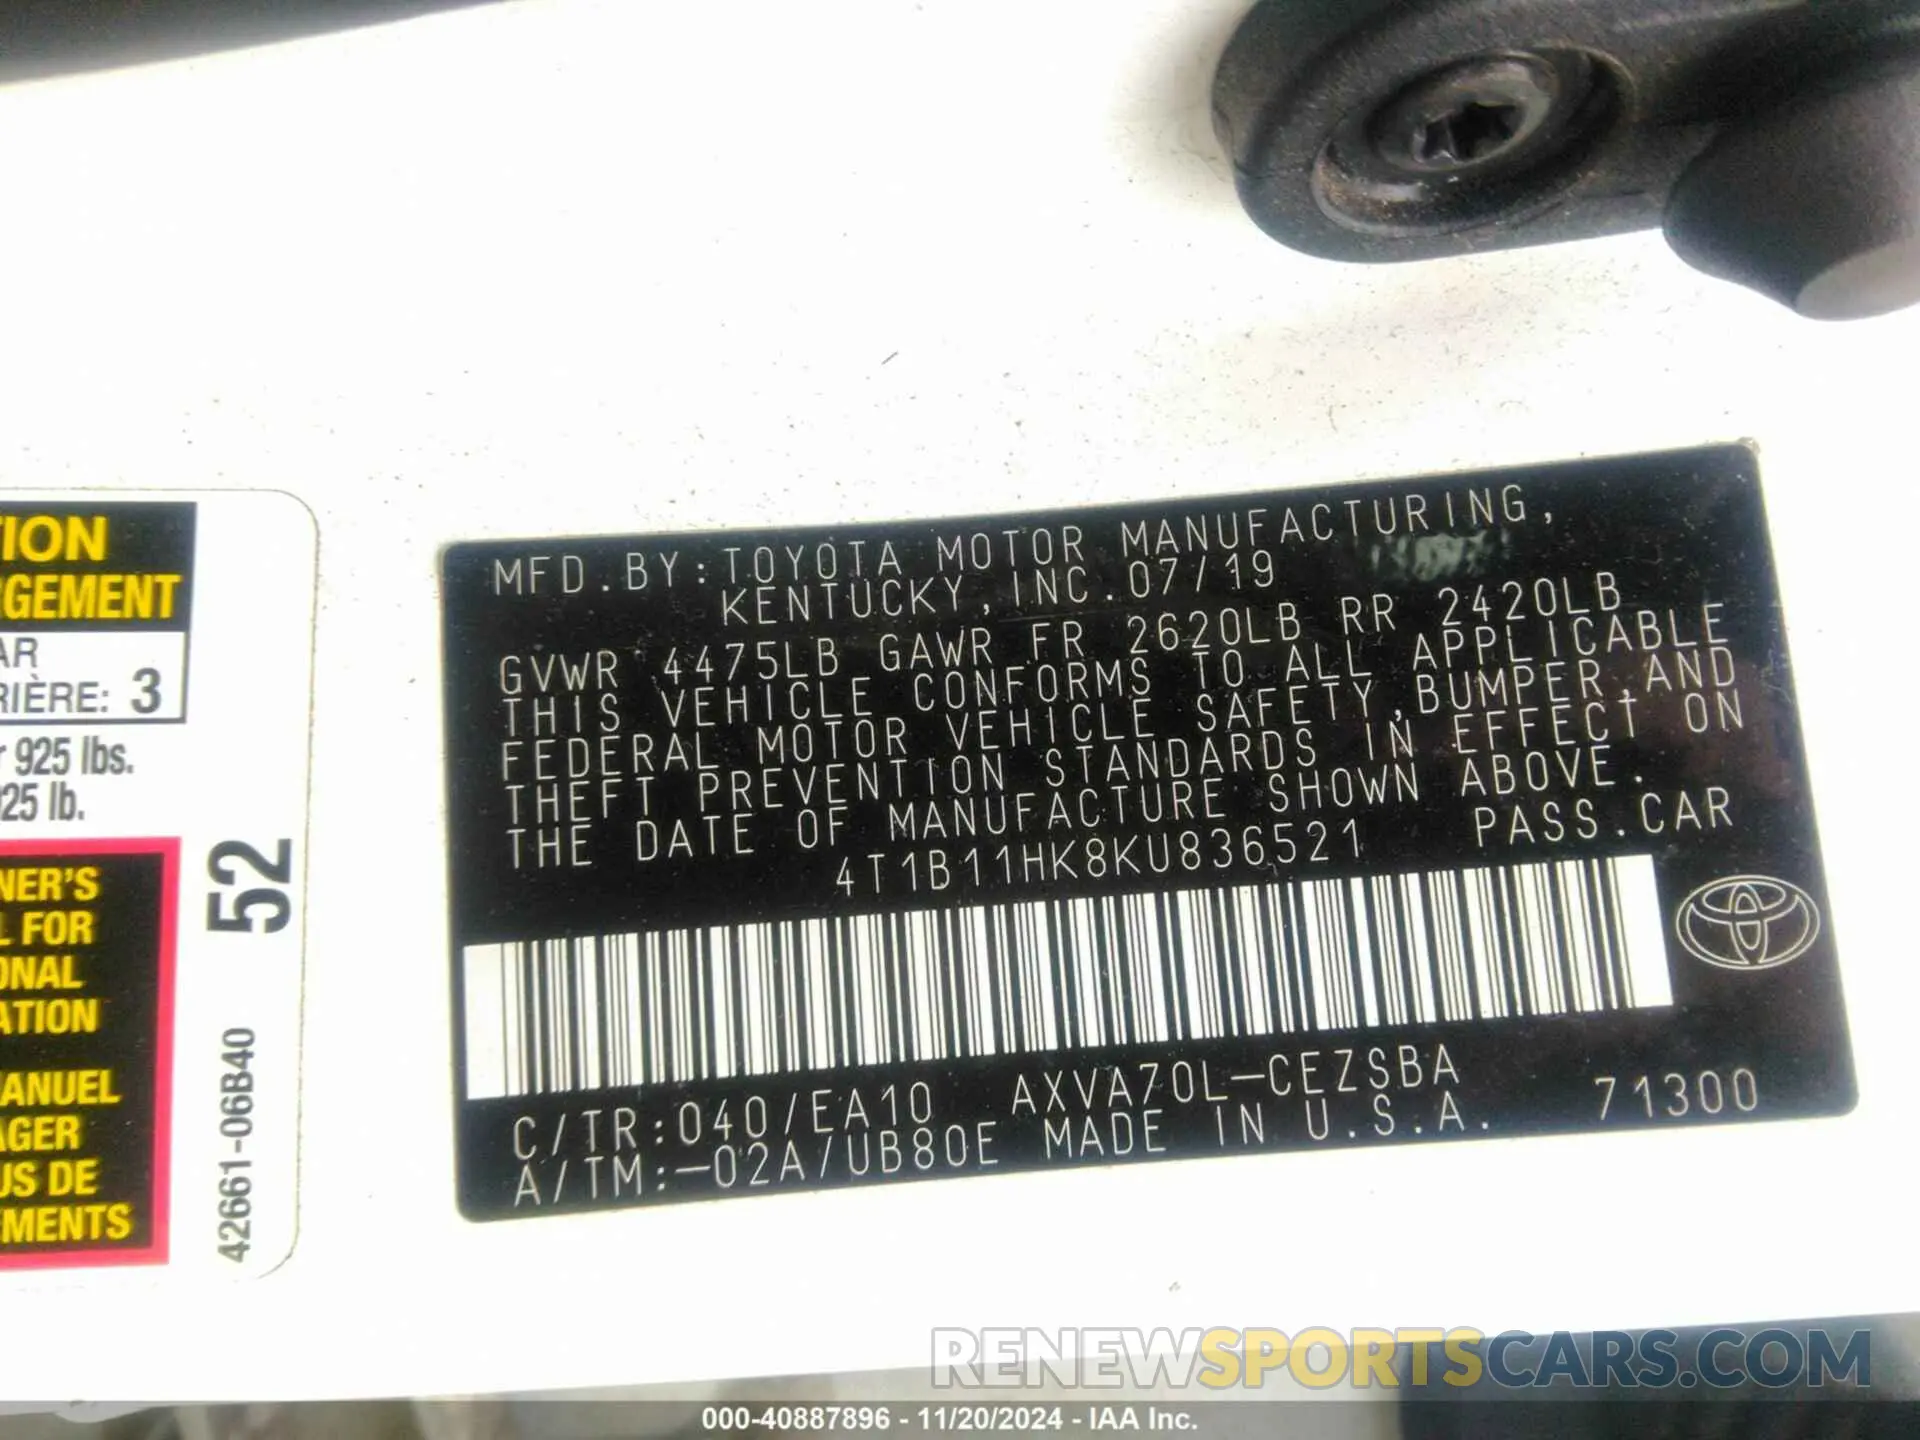 TION
GEMENT
AR
RIÈRE: 3
r 925 lbs.
925 lb.
NER'S
L FOR
ONAL
ATION
ANUEL
AGER
US DE
MENTS
52
42661-06B40
MFD.BY:TOYOTA MOTOR MANUFACTURING,
KENTUCKY,INC.07/19
GVWR 4475LB GAWR FR 2620LB RR 2420LB
THIS VEHICLE CONFORMS TO ALL APPLICABLE
FEDERAL MOTOR VEHICLE SAFETY,BUMPER,AND
THEFT PREVENTION STANDARDS IN EFFECT ON
THE DATE OF MANUFACTURE SHOWN ABOVE.
4T1B11HK8KU836521 PASS.CAR
C/TR:040/EA10 AXVA70L-CEZSBA
A/TM:-02A/UB80E MADE IN U.S.A. 71300
RENEWSPORTSCARS.COM
000-40887896 - 11/20/2024 - IAA Inc.